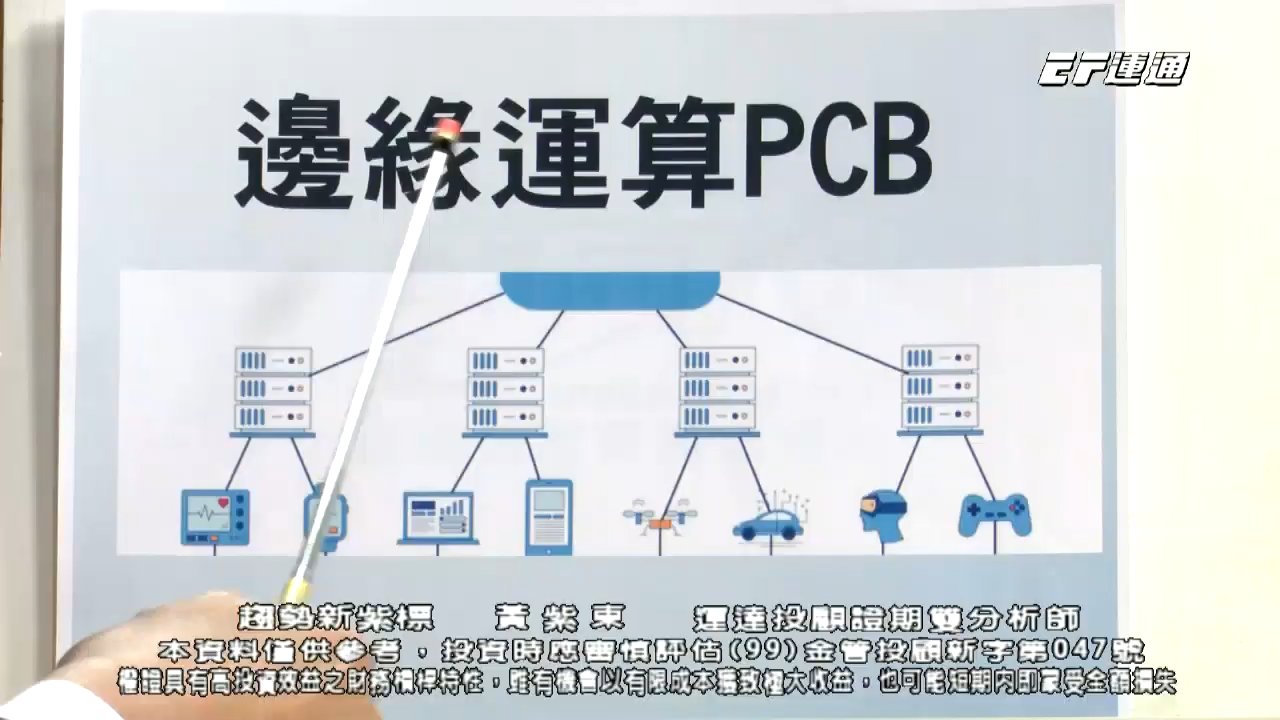 EF運通
邊緣運算PCB
趨勢新紫標 黃紫東 運達投顧證期雙分析師
本資料僅供參考，投資時應審慎評估(99)金管投顧新字第047號
權證具有高投資效益之財務槓桿特性，雖有機會以有限成本獲致極大收益，也可能短期內即蒙受全額損失